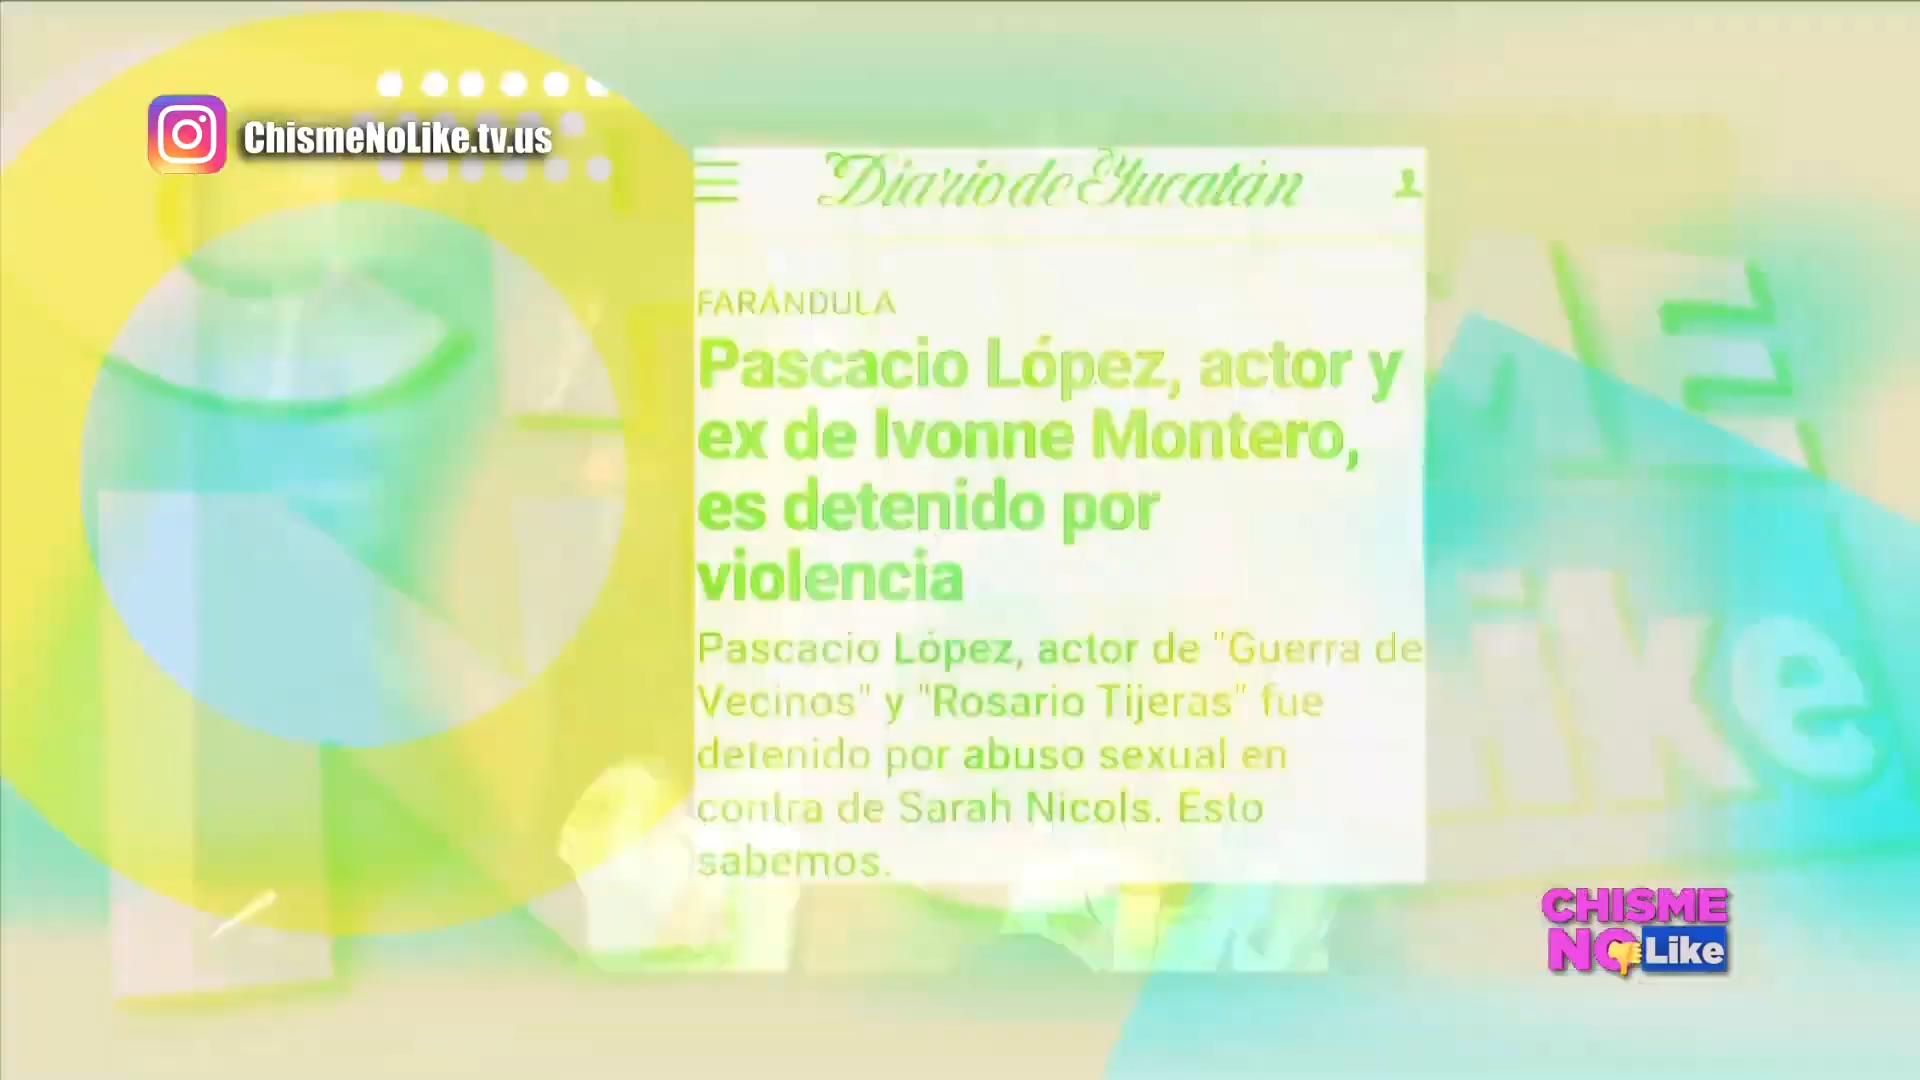 ChismeNoLike.tv.us
Diario de Yucatán
FARÁNDULA
Pascacio López, actor y
ex de Ivonne Montero,
es detenido por
violencia
Pascacio López, actor de "Guerra de
Vecinos" y "Rosario Tijeras" fue
detenido por abuso sexual en
contra de Sarah Nicols. Esto
sabemos.
ME
like
CHISME
NO Like